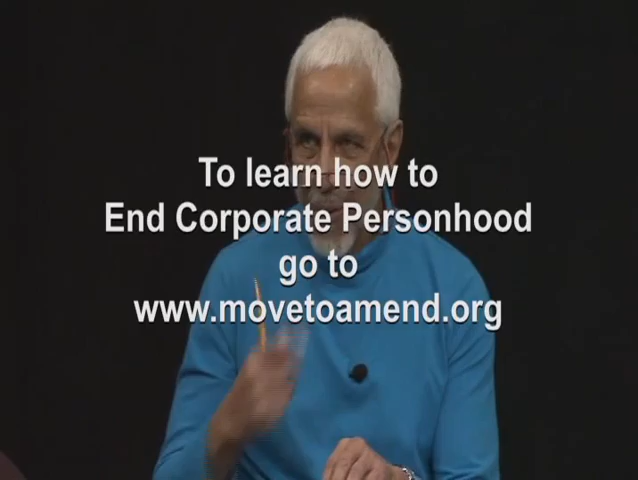 To learn how to
End Corporate Personhood
go to
www.movetoamend.org